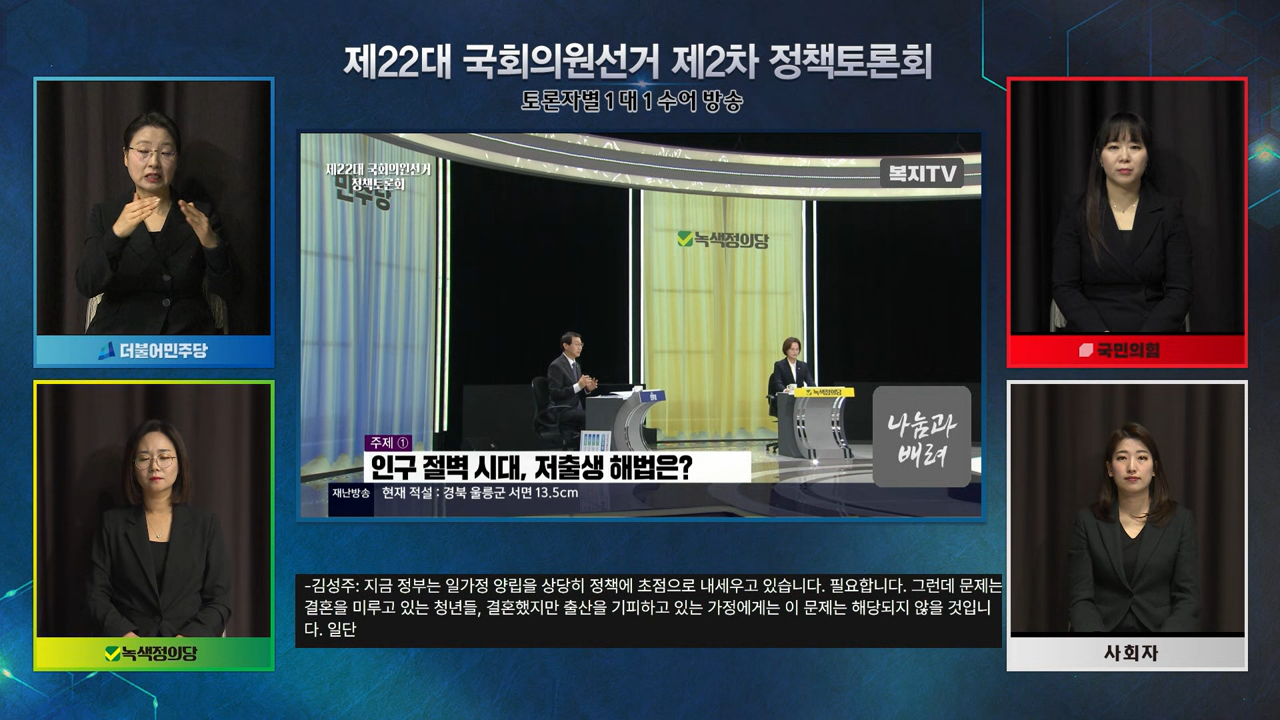 제22대 국회의원선거 제2차 정책토론회
토론자별 1 대 1 수어 방송
제22대 국회의원선거
정책토론회
민주당
복지TV
녹색정의당
녹색정의당
나눔과
배려
주제 ①
인구 절벽 시대, 저출생 해법은?
재난방송 현재 적설 : 경북 울릉군 서면 13.5cm
더불어민주당
국민의힘
녹색정의당
사회자
-김성주: 지금 정부는 일가정 양립을 상당히 정책에 초점으로 내세우고 있습니다. 필요합니다. 그런데 문제는
결혼을 미루고 있는 청년들, 결혼했지만 출산을 기피하고 있는 가정에게는 이 문제는 해당되지 않을 것입니
다. 일단